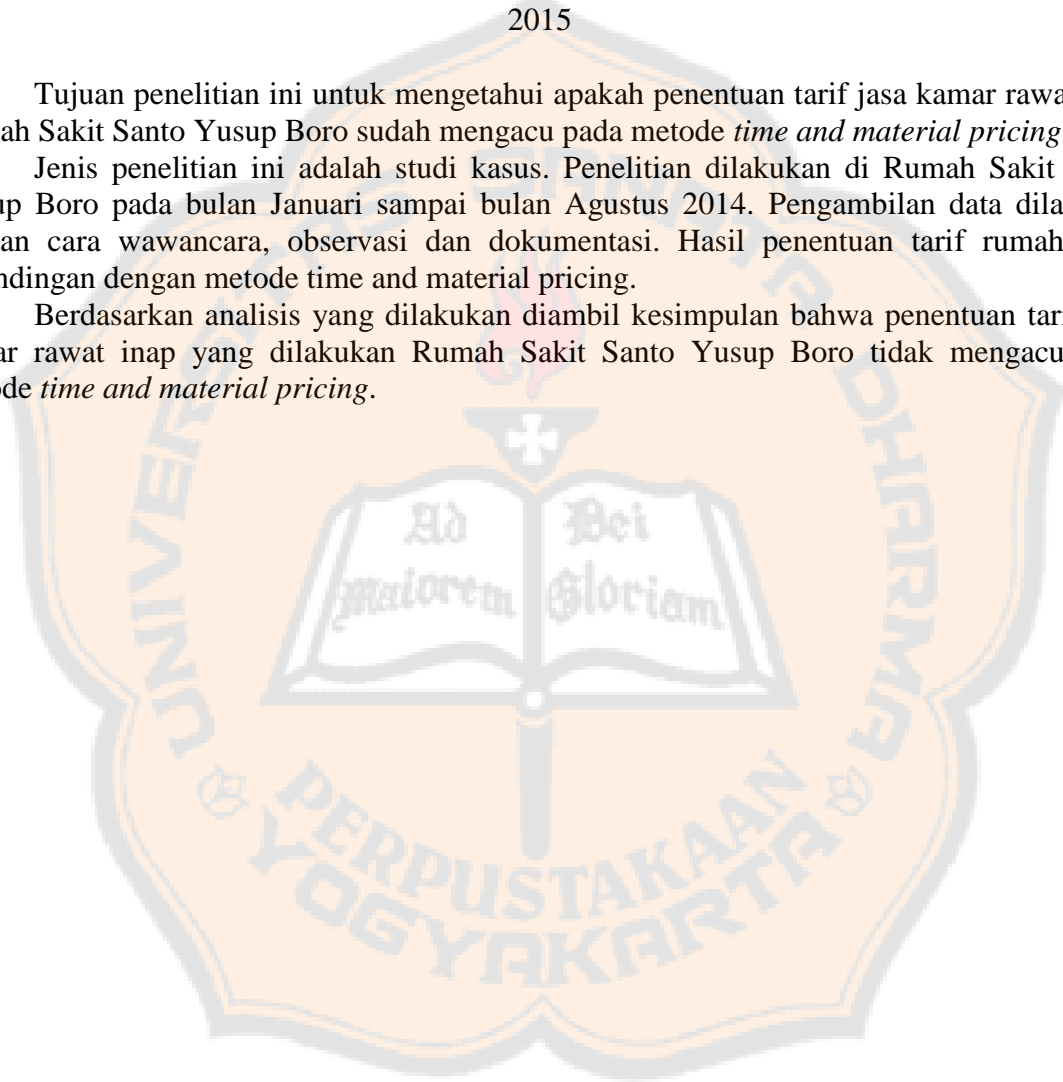 2015
Tujuan penelitian ini untuk mengetahui apakah penentuan tarif jasa kamar rawa
ah Sakit Santo Yusup Boro sudah mengacu pada metode time and material pricing
Jenis penelitian ini adalah studi kasus. Penelitian dilakukan di Rumah Sakit
up Boro pada bulan Januari sampai bulan Agustus 2014. Pengambilan data dila
an cara wawancara, observasi dan dokumentasi. Hasil penentuan tarif rumah
ndingan dengan metode time and material pricing.
Berdasarkan analisis yang dilakukan diambil kesimpulan bahwa penentuan tari
ar rawat inap yang dilakukan Rumah Sakit Santo Yusup Boro tidak mengacu
de time and material pricing.
UNIVERSITAS SANATA DHARMA
Ad Dei
maiorem Gloriam
PERPUSTAKAAN
YOGYAKARTA